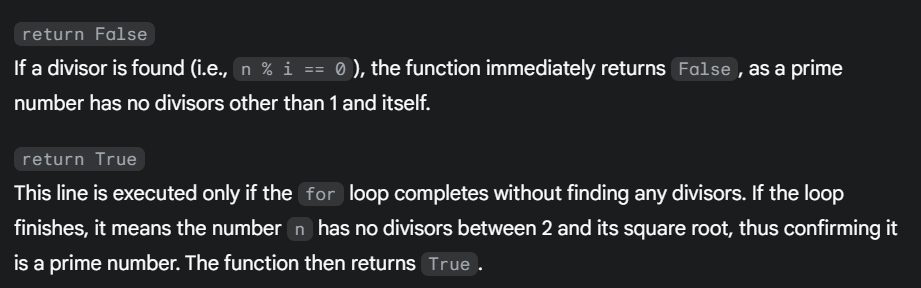 return False
If a divisor is found (i.e., n % i == 0), the function immediately returns False, as a prime
number has no divisors other than 1 and itself.
return True
This line is executed only if the for loop completes without finding any divisors. If the loop
finishes, it means the number n has no divisors between 2 and its square root, thus confirming it
is a prime number. The function then returns True.